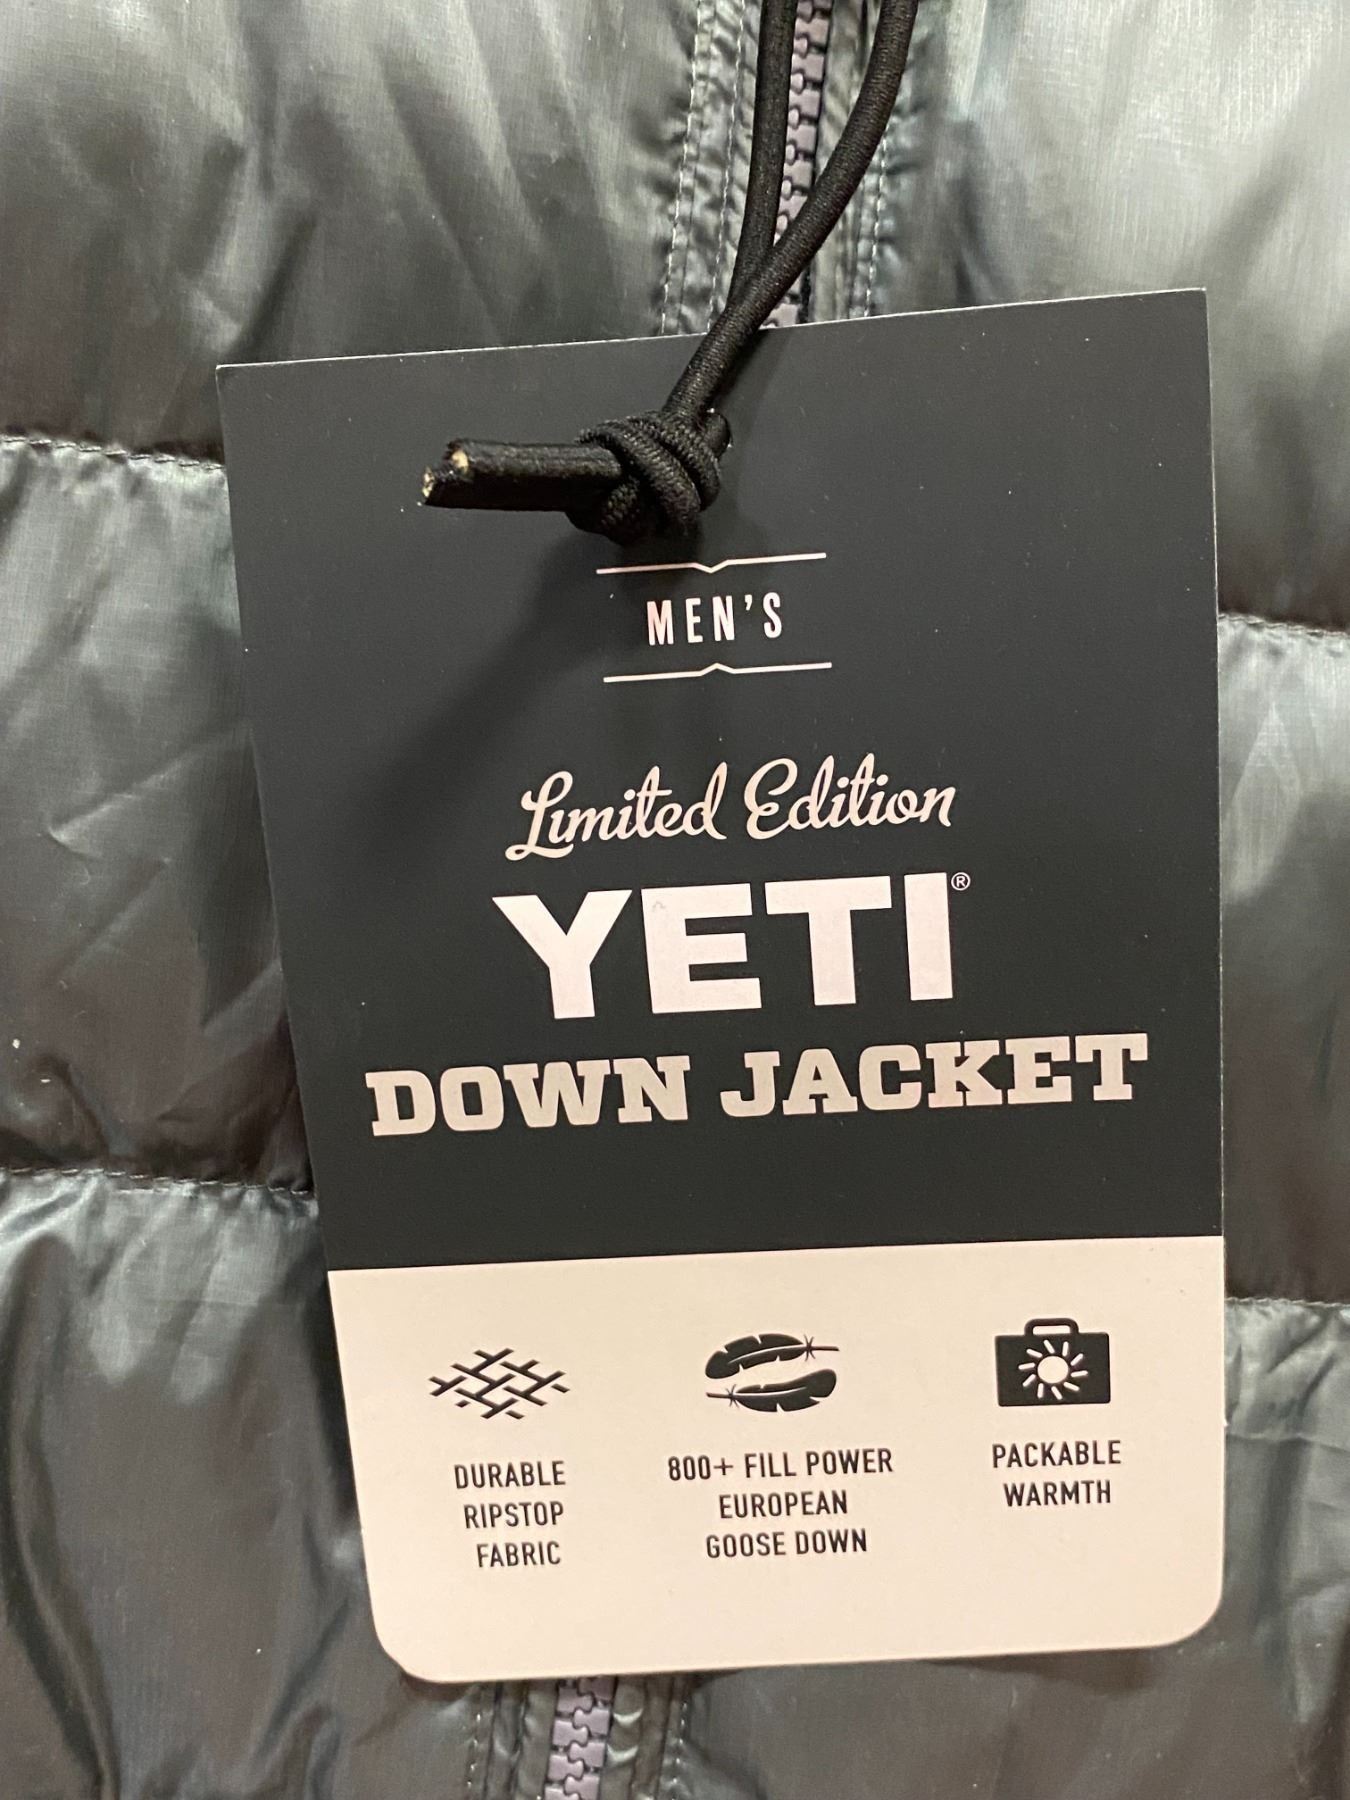 MEN'S
Limited Edition
YETI®
DOWN JACKET
DURABLE
RIPSTOP
FABRIC
800+ FILL POWER
EUROPEAN
GOOSE DOWN
PACKABLE
WARMTH